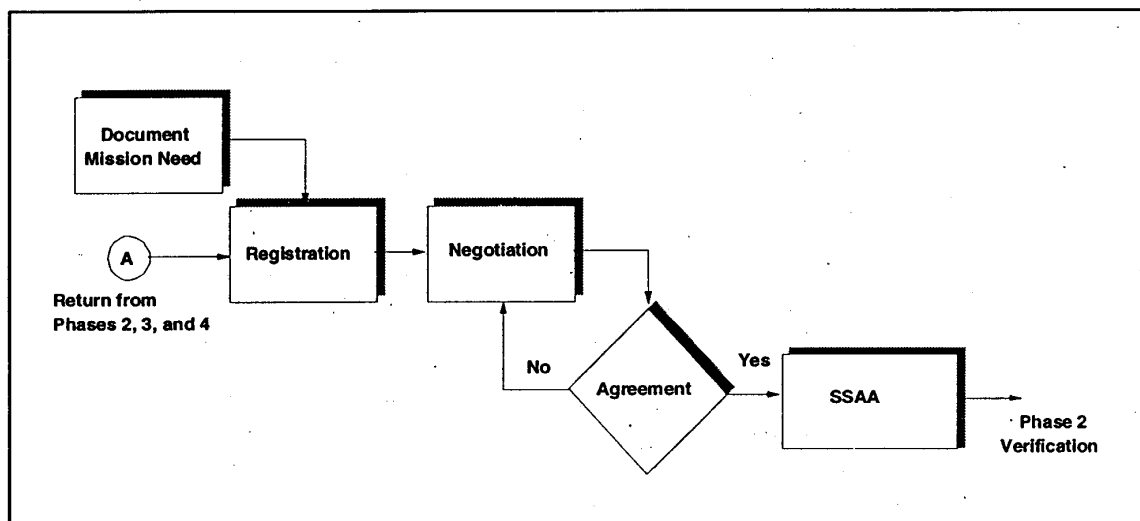 Document
Mission Need
A
Return from
Phases 2, 3, and 4
Registration
Negotiation
No
Agreement
Yes
SSAA
Phase 2
Verification